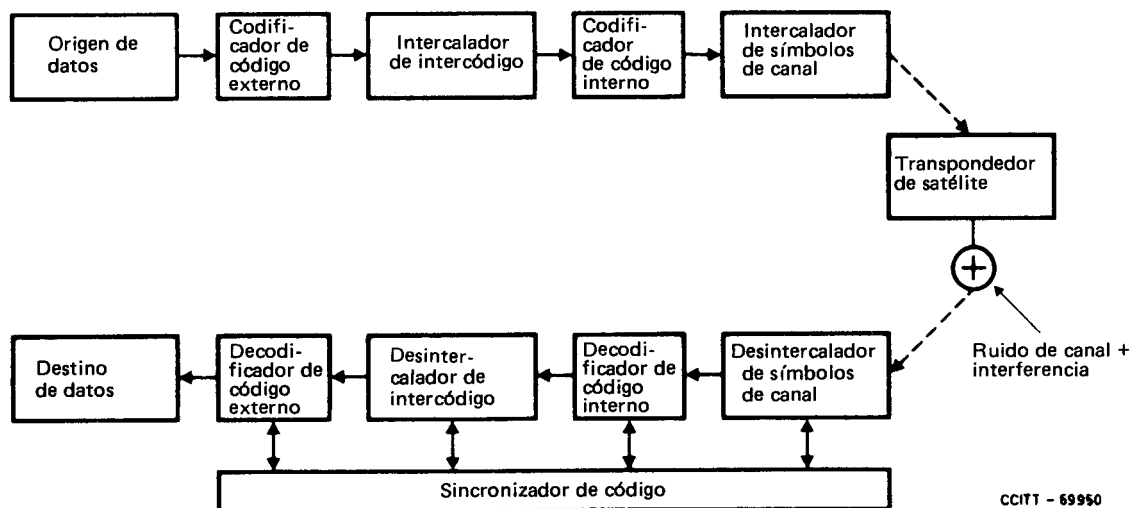 Origen de
datos
Codifi-
cador de
código
externo
Intercalador
de intercódigo
Codifi-
cador
de código
interno
Intercalador
de símbolos
de canal
Transpondedor
de satélite
+
Ruido de canal +
interferencia
Destino
de datos
Decodi-
ficador de
código
externo
Desinter-
calador de
intercódigo
Decodi-
ficador de
código
interno
Desintercalador
de símbolos
de canal
Sincronizador de código
CCITT - 69950